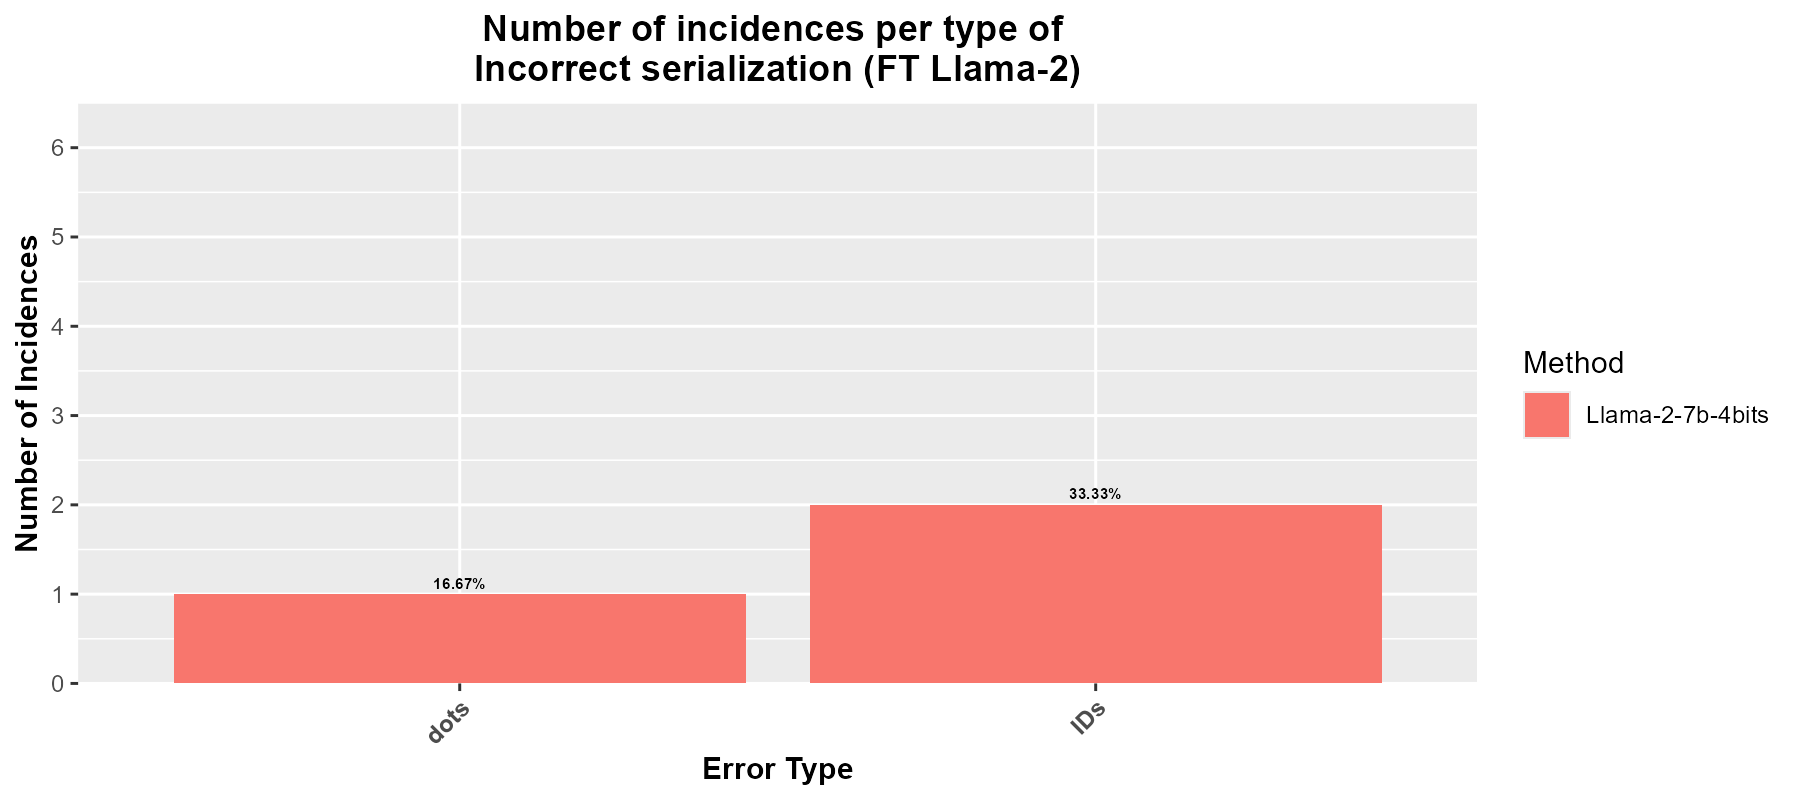 Number of incidences per type of
Incorrect serialization (FT Llama-2)
Number of Incidences
6
5
4
3
2
1
0
16.67%
33.33%
dots
IDs
Error Type
Method
Llama-2-7b-4bits